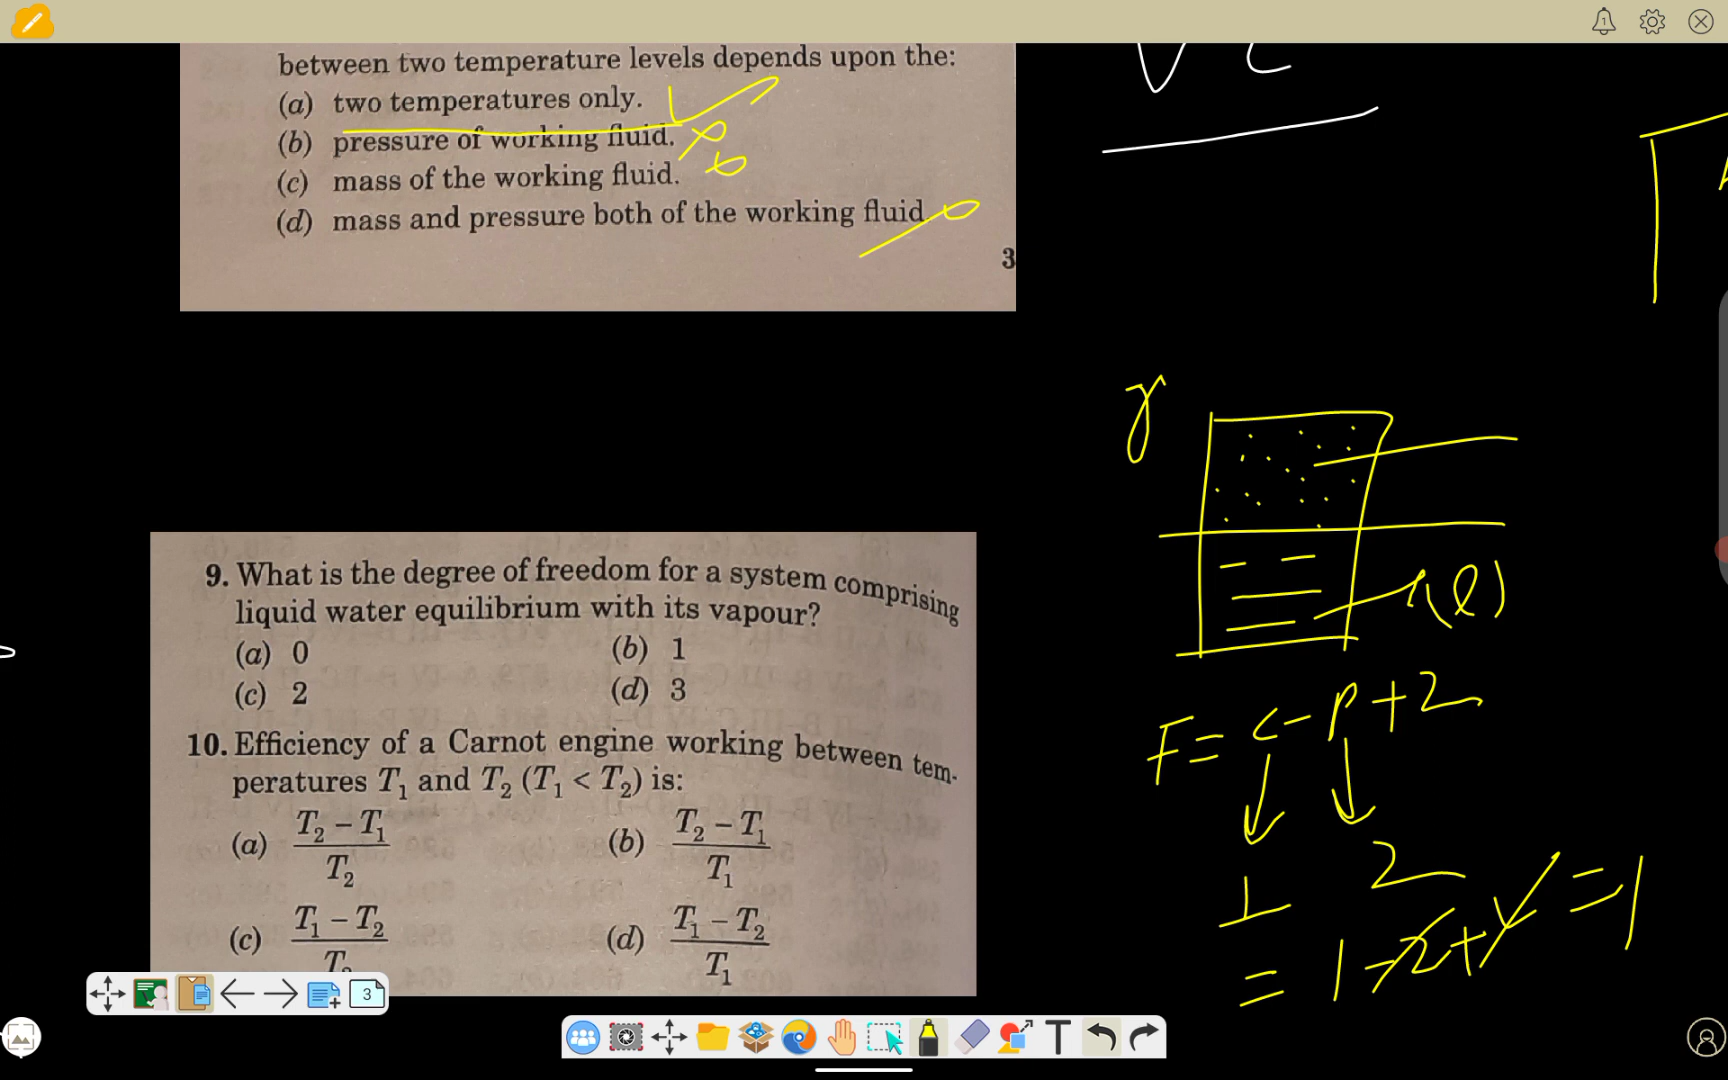 between two temperature levels depends upon the:
(a) two temperatures only.
(b) pressure of working fluid.
(c) mass of the working fluid.
(d) mass and pressure both of the working fluid
3
9. What is the degree of freedom for a system comprising
liquid water equilibrium with its vapour?
(a) 0 (b) 1
(c) 2 (d) 3
10. Efficiency of a Carnot engine working between tem-
peratures T₁ and T₂ (T₁ < T₂) is:
(a) T₂ – T₁ / T₂ (b) T₂ – T₁ / T₁
(c) T₁ – T₂ / T₂ (d) T₁ – T₂ / T₁
(l)
F = c - P + 2
1 2
= 1 - 2 + 2 = 1
3
T
1